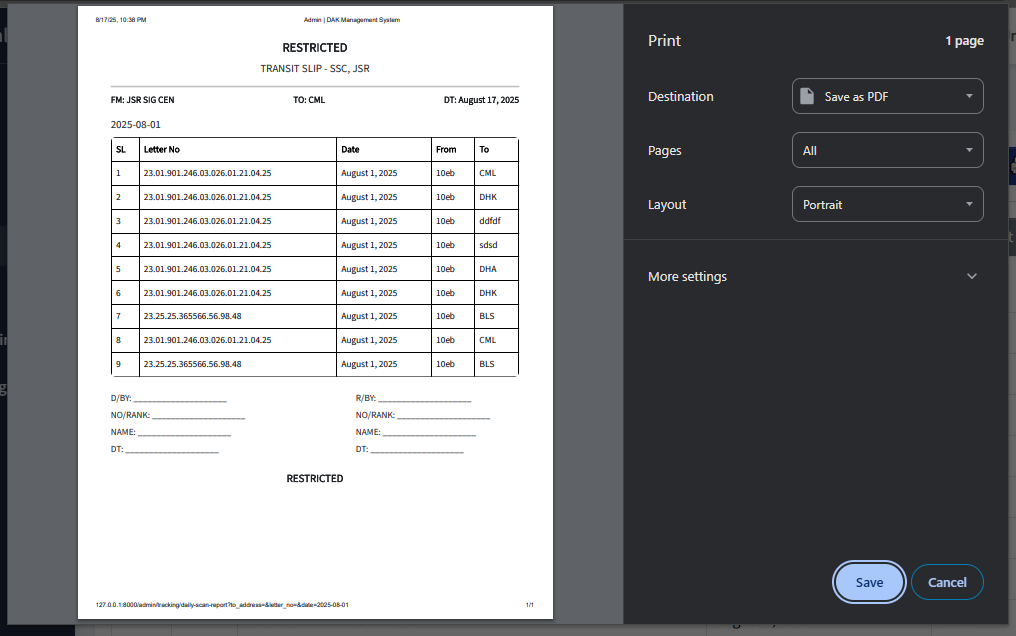 8/17/25, 10:38 PM Admin | DAK Management System
RESTRICTED
TRANSIT SLIP - SSC, JSR
FM: JSR SIG CEN TO: CML DT: August 17, 2025
2025-08-01
SL Letter No Date From To
1 23.01.901.246.03.026.01.21.04.25 August 1, 2025 10eb CML
2 23.01.901.246.03.026.01.21.04.25 August 1, 2025 10eb DHK
3 23.01.901.246.03.026.01.21.04.25 August 1, 2025 10eb ddfdf
4 23.01.901.246.03.026.01.21.04.25 August 1, 2025 10eb sdsd
5 23.01.901.246.03.026.01.21.04.25 August 1, 2025 10eb DHA
6 23.01.901.246.03.026.01.21.04.25 August 1, 2025 10eb DHK
7 23.25.25.365566.56.98.48 August 1, 2025 10eb BLS
8 23.01.901.246.03.026.01.21.04.25 August 1, 2025 10eb CML
9 23.25.25.365566.56.98.48 August 1, 2025 10eb BLS
D/BY: ____________________ R/BY: ____________________
NO/RANK: ____________________ NO/RANK: ____________________
NAME: ____________________ NAME: ____________________
DT: ____________________ DT: ____________________
RESTRICTED
127.0.0.1:8000/admin/tracking/daily-scan-report?to_address=&letter_no=&date=2025-08-01 1/1
Print 1 page
Destination Save as PDF
Pages All
Layout Portrait
More settings
Save Cancel